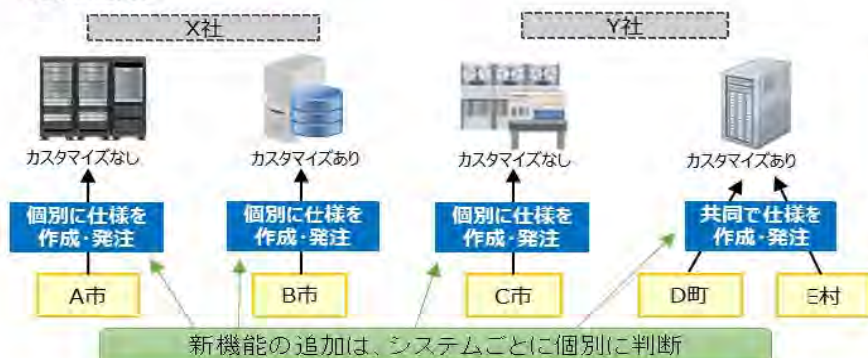 X社
Y社
カスタマイズなし
カスタマイズあり
カスタマイズなし
カスタマイズあり
個別に仕様を
作成・発注
個別に仕様を
作成・発注
個別に仕様を
作成・発注
共同で仕様を
作成・発注
A市
B市
C市
D町
E村
新機能の追加は、システムごとに個別に判断